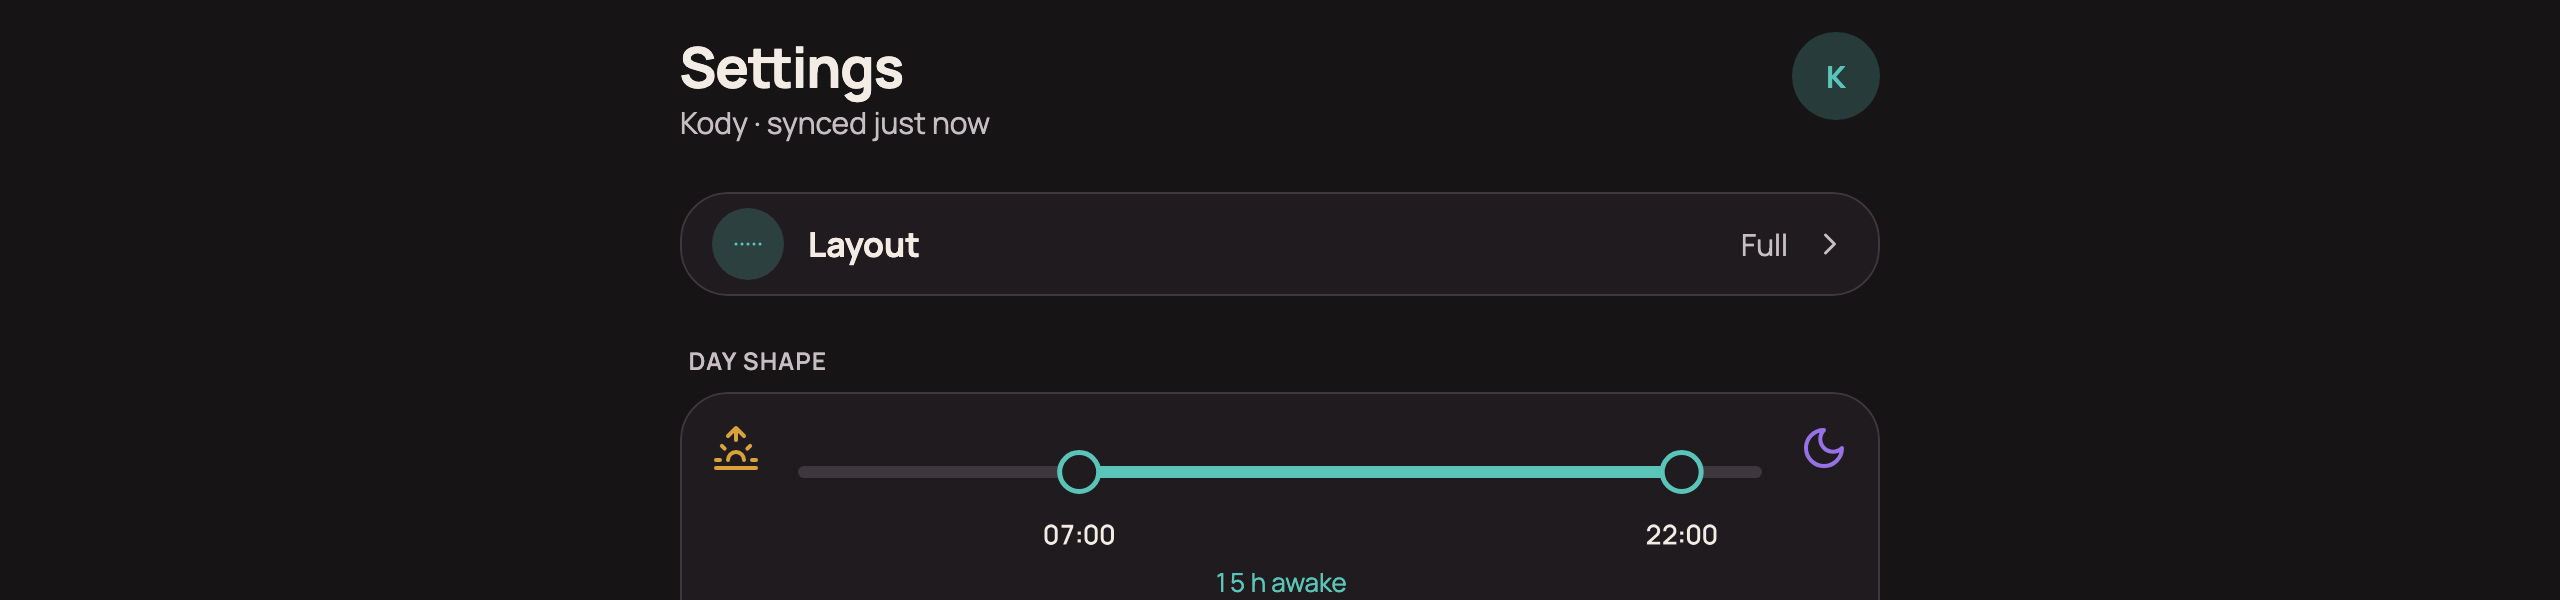 Settings
K
Kody · synced just now
Layout
Full
DAY SHAPE
07:00
22:00
15 h awake